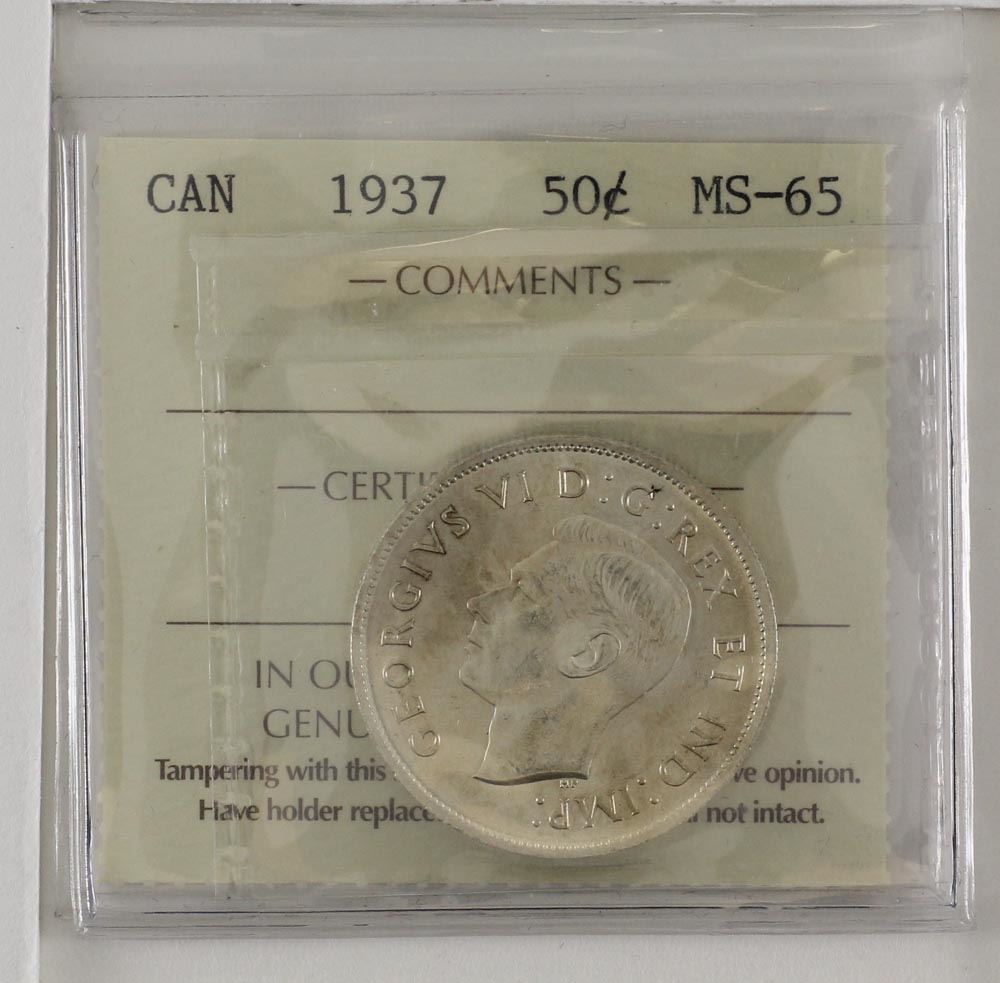 CAN 1937 50¢ MS-65
— COMMENTS —
— CERTI —
GEORGIVS VI D:G:REX ET IND:IMP:
HP
IN OU
GENU
Tampering with this ve opinion.
Have holder replace not intact.